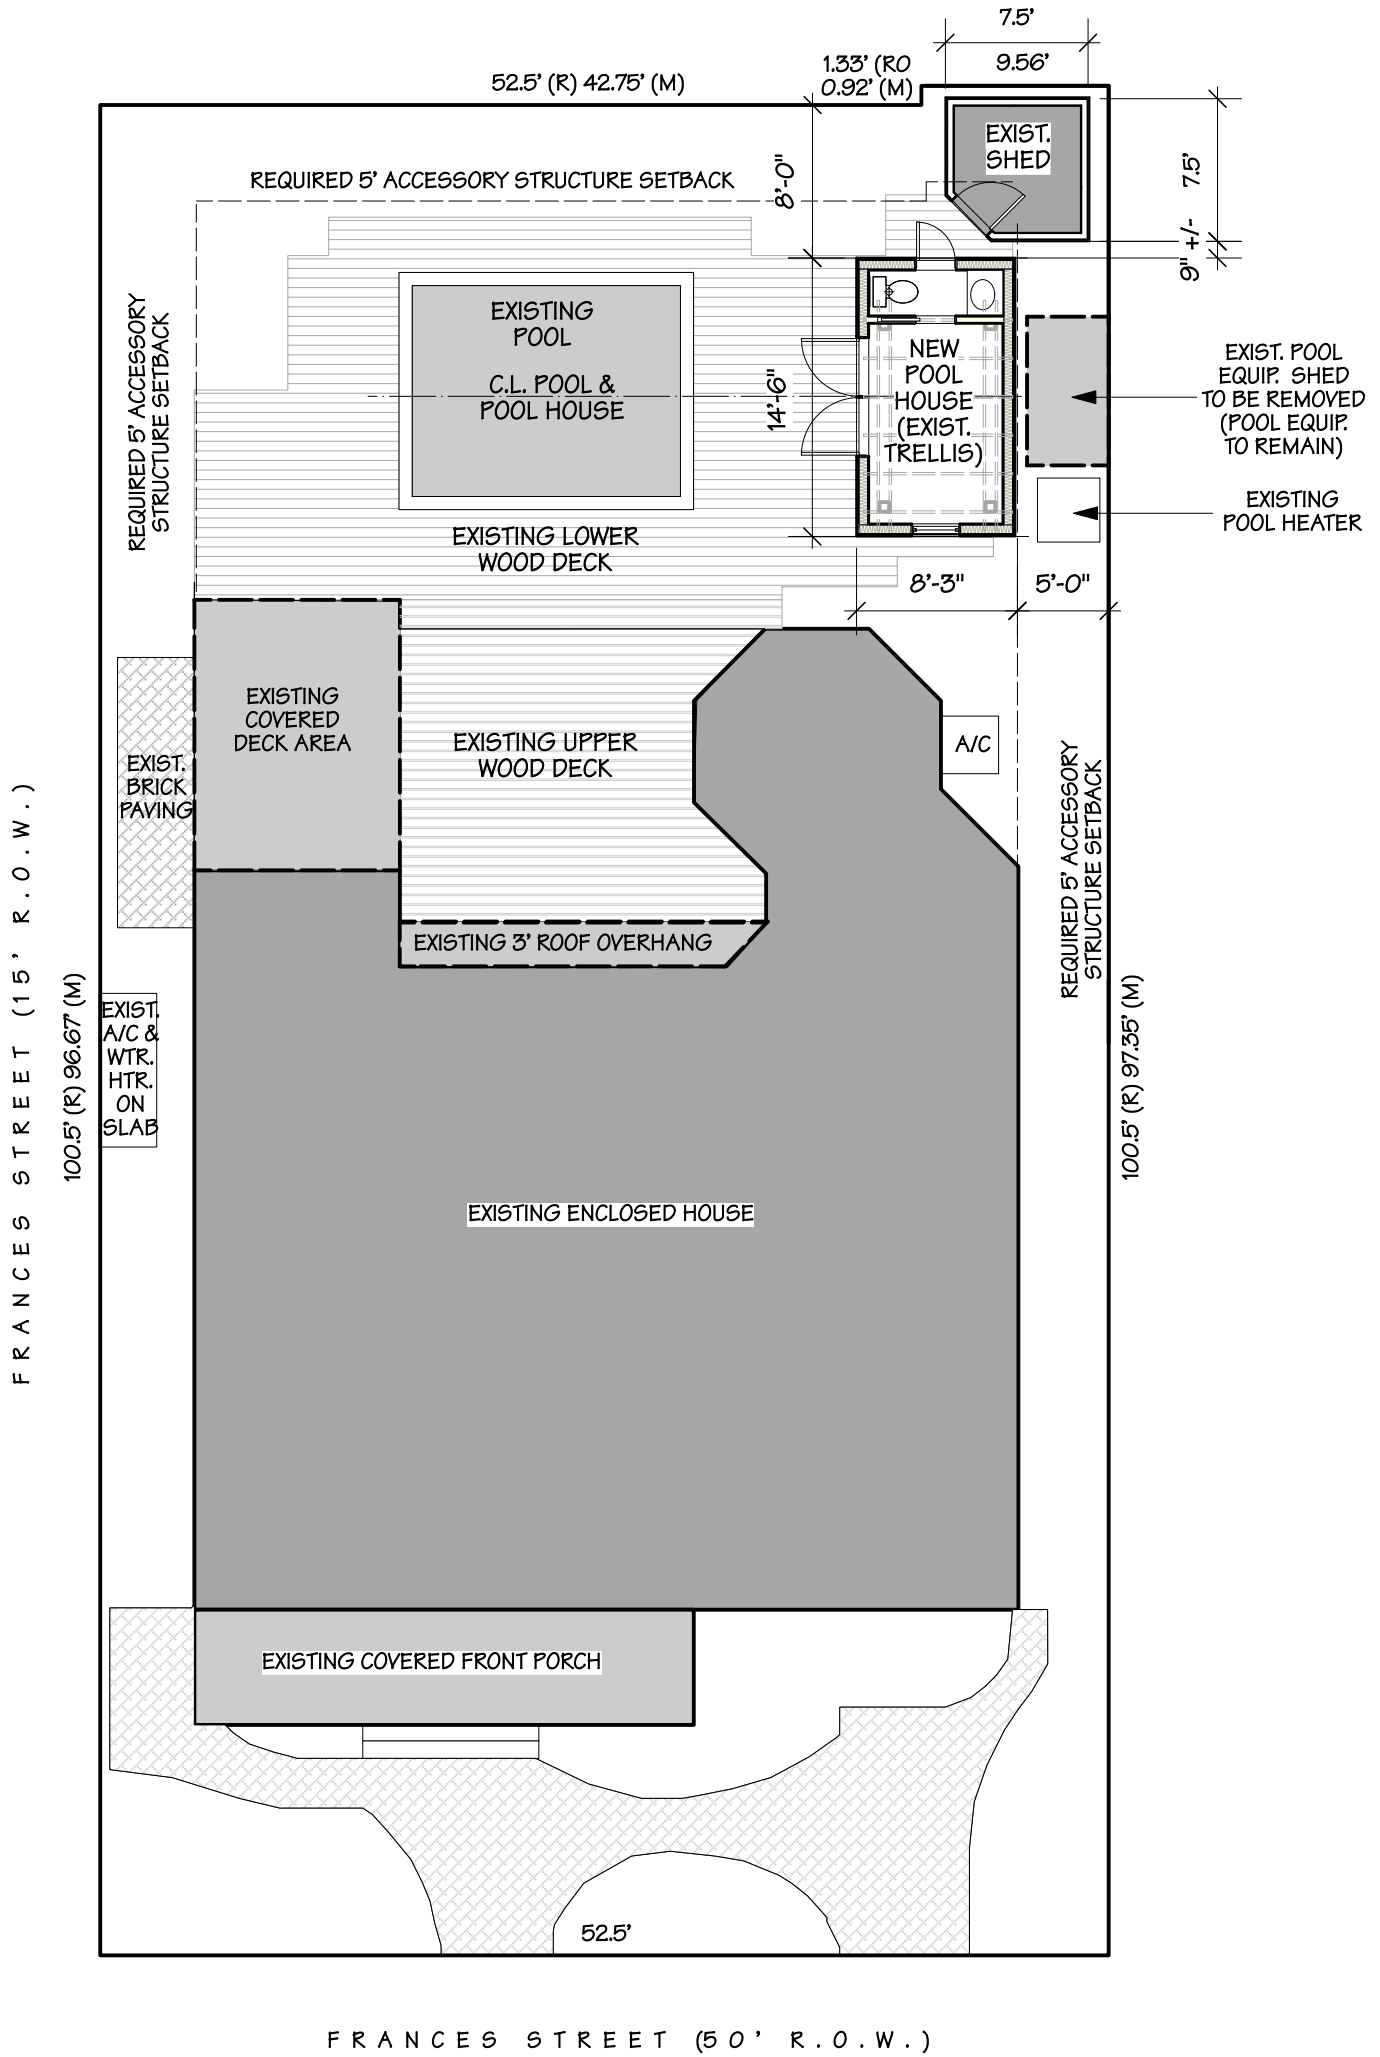 7.5'
52.5' (R) 42.75' (M)
1.33' (RO
0.92' (M)
9.56'
EXIST.
SHED
7.5'
9" +/-
8'-0"
REQUIRED 5' ACCESSORY STRUCTURE SETBACK
REQUIRED 5' ACCESSORY
STRUCTURE SETBACK
EXISTING
POOL
C.L. POOL &
POOL HOUSE
14'-6"
NEW
POOL
HOUSE
(EXIST.
TRELLIS)
EXIST. POOL
EQUIP. SHED
TO BE REMOVED
(POOL EQUIP.
TO REMAIN)
EXISTING
POOL HEATER
EXISTING LOWER
WOOD DECK
8'-3"
5'-0"
EXISTING
COVERED
DECK AREA
EXISTING UPPER
WOOD DECK
A/C
EXIST.
BRICK
PAVING
REQUIRED 5' ACCESSORY
STRUCTURE SETBACK
EXISTING 3' ROOF OVERHANG
FRANCES STREET (15' R.O.W.)
100.5' (R) 96.67' (M)
EXIST.
A/C &
WTR.
HTR.
ON
SLAB
100.5' (R) 97.35' (M)
EXISTING ENCLOSED HOUSE
EXISTING COVERED FRONT PORCH
52.5'
FRANCES STREET (50' R.O.W.)